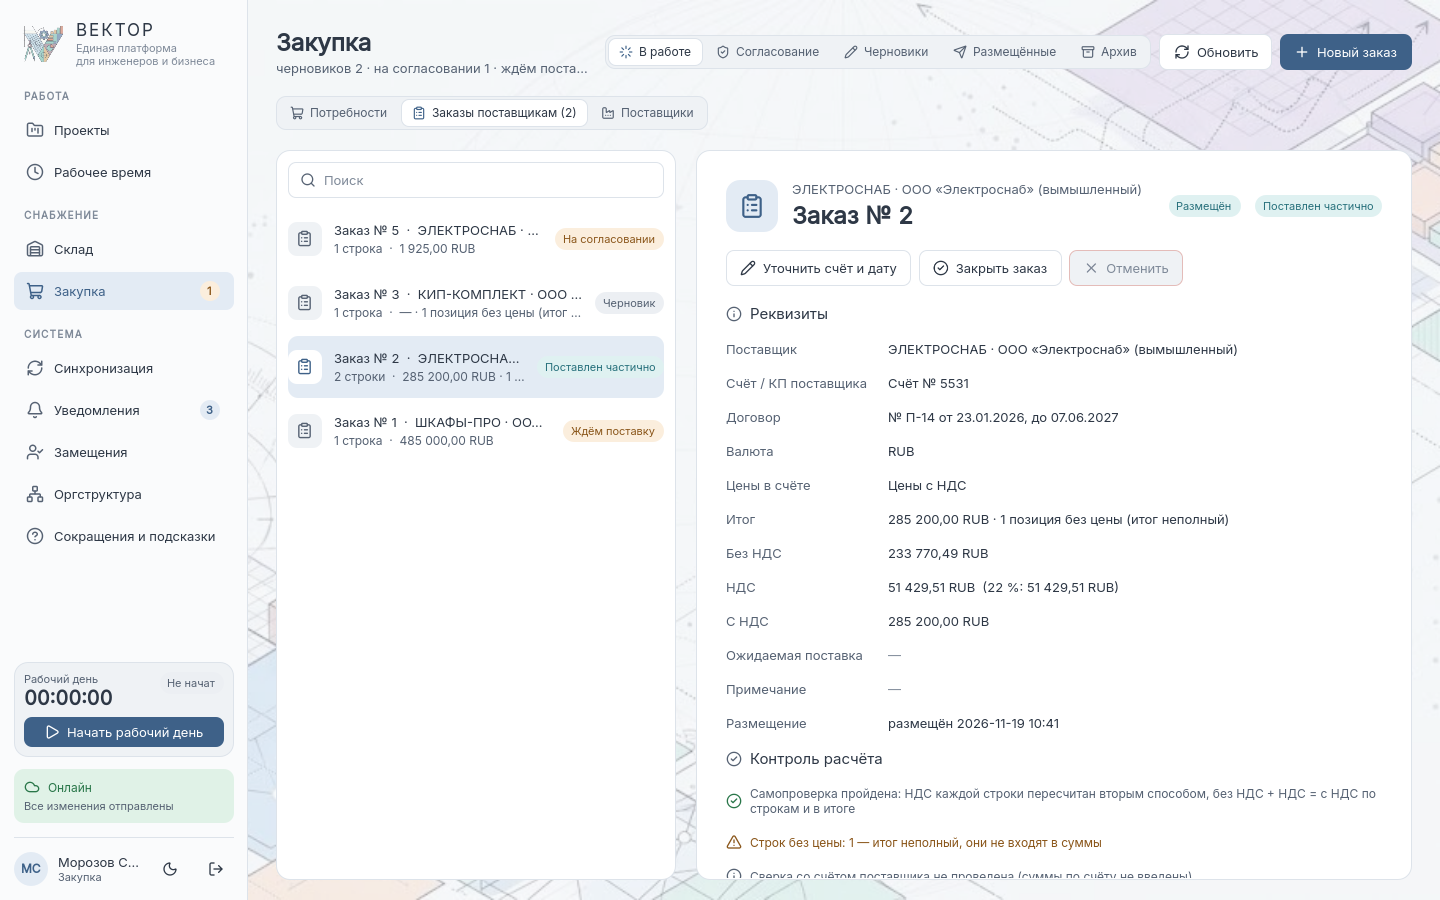 ВЕКТОР
Единая платформа
для инженеров и бизнеса
РАБОТА
Проекты
Рабочее время
СНАБЖЕНИЕ
Склад
Закупка 1
СИСТЕМА
Синхронизация
Уведомления 3
Замещения
Оргструктура
Сокращения и подсказки
Рабочий день
Не начат
00:00:00
Начать рабочий день
Онлайн
Все изменения отправлены
МС
Морозов С...
Закупка
Закупка
черновиков 2 · на согласовании 1 · ждём поста...
В работе
Согласование
Черновики
Размещённые
Архив
Обновить
Новый заказ
Потребности
Заказы поставщикам (2)
Поставщики
Поиск
Заказ № 5 · ЭЛЕКТРОСНАБ · ...
1 строка · 1 925,00 RUB
На согласовании
Заказ № 3 · КИП-КОМПЛЕКТ · ООО ...
1 строка · — · 1 позиция без цены (итог ...
Черновик
Заказ № 2 · ЭЛЕКТРОСНА...
2 строки · 285 200,00 RUB · 1 ...
Поставлен частично
Заказ № 1 · ШКАФЫ-ПРО · ОО...
1 строка · 485 000,00 RUB
Ждём поставку
ЭЛЕКТРОСНАБ · ООО «Электроснаб» (вымышленный)
Заказ № 2
Размещён
Поставлен частично
Уточнить счёт и дату
Закрыть заказ
Отменить
Реквизиты
Поставщик ЭЛЕКТРОСНАБ · ООО «Электроснаб» (вымышленный)
Счёт / КП поставщика Счёт № 5531
Договор № П-14 от 23.01.2026, до 07.06.2027
Валюта RUB
Цены в счёте Цены с НДС
Итог 285 200,00 RUB · 1 позиция без цены (итог неполный)
Без НДС 233 770,49 RUB
НДС 51 429,51 RUB (22 %: 51 429,51 RUB)
С НДС 285 200,00 RUB
Ожидаемая поставка —
Примечание —
Размещение размещён 2026-11-19 10:41
Контроль расчёта
Самопроверка пройдена: НДС каждой строки пересчитан вторым способом, без НДС + НДС = с НДС по
строкам и в итоге
Строк без цены: 1 — итог неполный, они не входят в суммы
Сверка со счётом поставщика не проведена (суммы по счёту не введены)